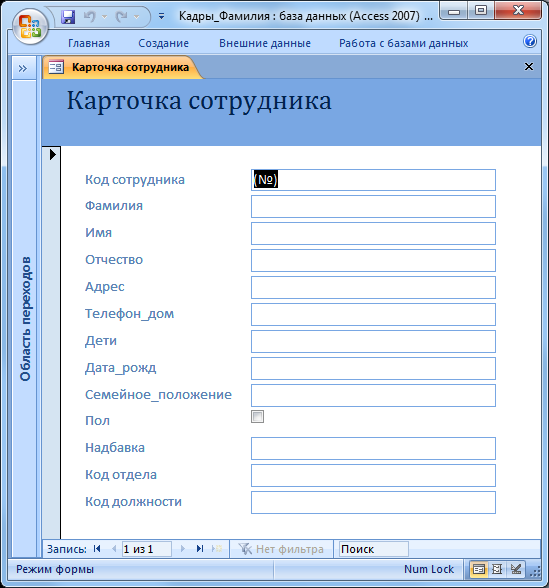 Кадры_Фамилия : база данных (Access 2007) ...
Главная Создание Внешние данные Работа с базами данных
Карточка сотрудника
Карточка сотрудника
Код сотрудника (№)
Фамилия
Имя
Отчество
Адрес
Телефон_дом
Дети
Дата_рожд
Семейное_положение
Пол
Надбавка
Код отдела
Код должности
Область переходов
Запись: 1 из 1 Нет фильтра Поиск
Режим формы Num Lock